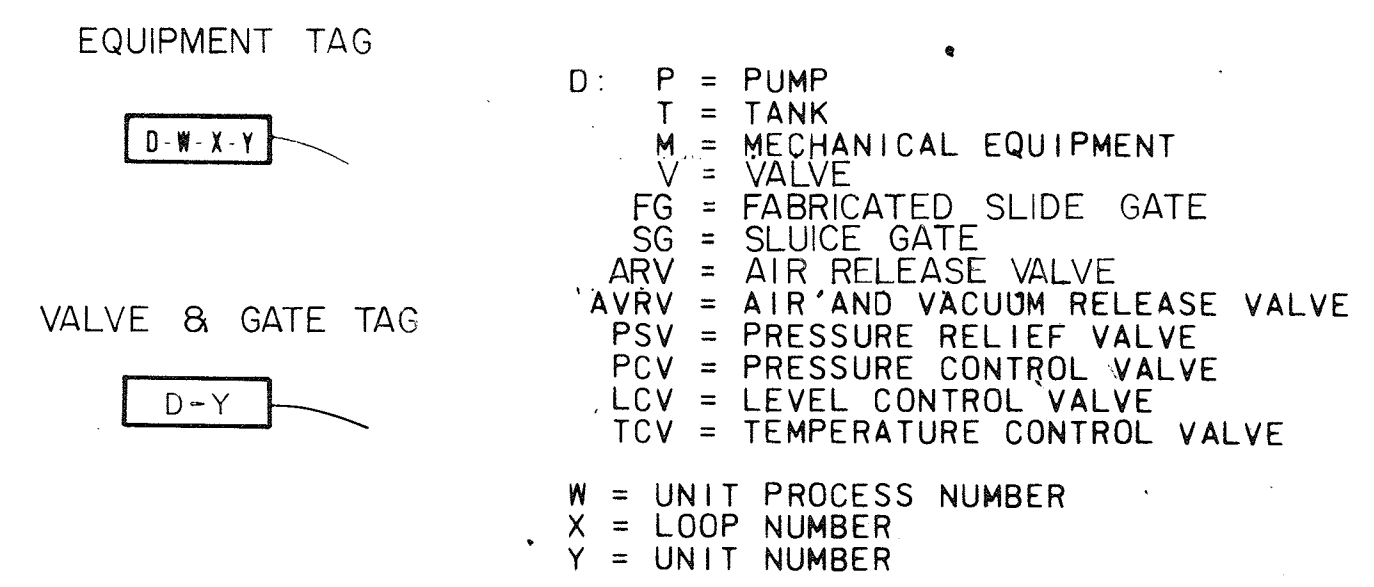 EQUIPMENT TAG
D-W-X-Y
VALVE & GATE TAG
D-Y
D: P = PUMP
T = TANK
M = MECHANICAL EQUIPMENT
V = VALVE
FG = FABRICATED SLIDE GATE
SG = SLUICE GATE
ARV = AIR RELEASE VALVE
AVRV = AIR AND VACUUM RELEASE VALVE
PSV = PRESSURE RELIEF VALVE
PCV = PRESSURE CONTROL VALVE
LCV = LEVEL CONTROL VALVE
TCV = TEMPERATURE CONTROL VALVE
W = UNIT PROCESS NUMBER
X = LOOP NUMBER
Y = UNIT NUMBER